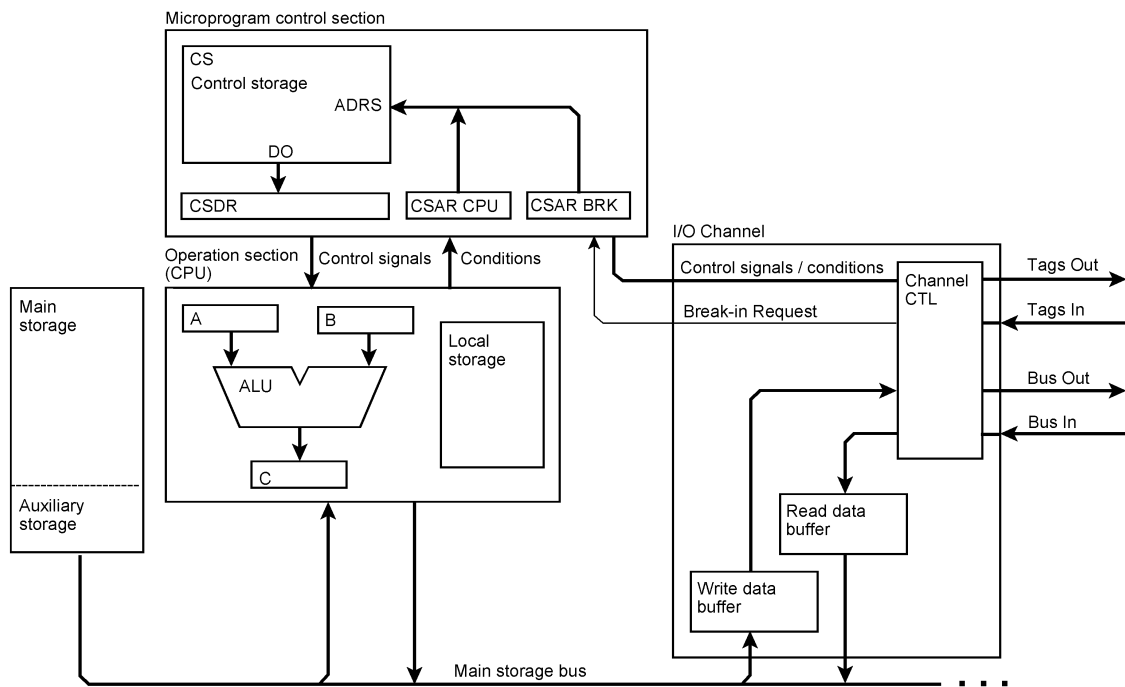 Microprogram control section
CS
Control storage
ADRS
DO
CSDR
CSAR CPU
CSAR BRK
I/O Channel
Operation section
(CPU)
Control signals
Conditions
Control signals / conditions
Channel
CTL
Tags Out
Main
storage
A
B
Break-in Request
Tags In
Local
storage
ALU
Bus Out
Bus In
C
Auxiliary
storage
Read data
buffer
Write data
buffer
Main storage bus